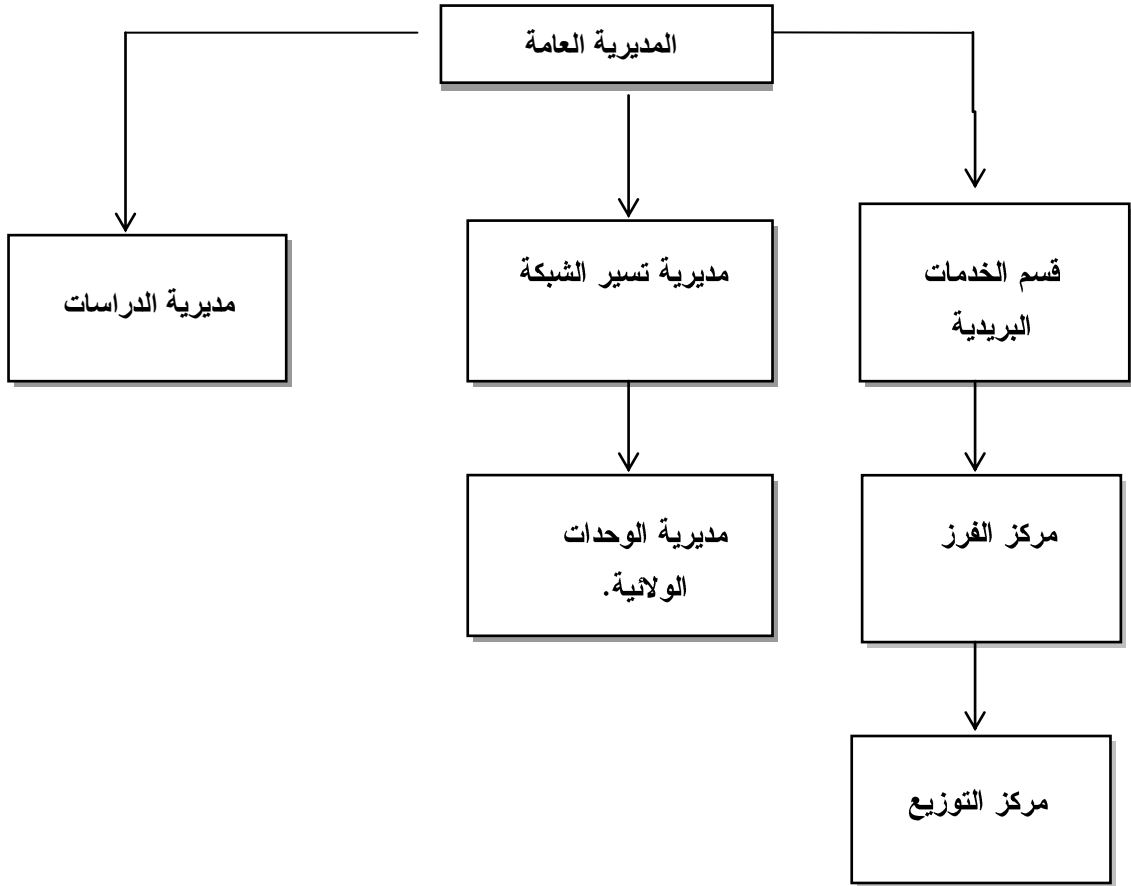 المديرية العامة
قسم الخدمات
البريدية
مديرية تسير الشبكة
مديرية الدراسات
مركز الفرز
مديرية الوحدات
الولائية.
مركز التوزيع